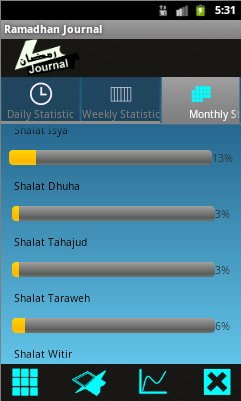 5:31
Ramadhan Journal
Journal
Daily Statistic
Weekly Statistic
Monthly S
Shalat Isya
13%
Shalat Dhuha
3%
Shalat Tahajud
3%
Shalat Taraweh
6%
Shalat Witir